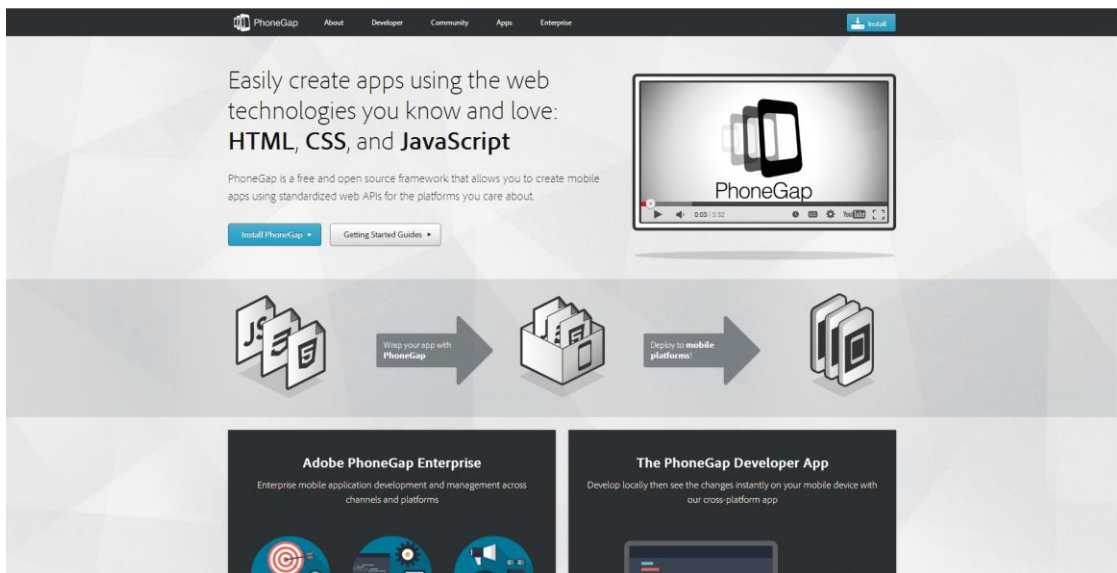 PhoneGap About Developer Community Apps Enterprise Install
Easily create apps using the web
technologies you know and love:
HTML, CSS, and JavaScript
PhoneGap is a free and open source framework that allows you to create mobile
apps using standardized web APIs for the platforms you care about.
Install PhoneGap Getting Started Guides
PhoneGap
0:03 / 3:32 YouTube
JS 3 5
Wrap your app with
PhoneGap
Deploy to mobile
platforms!
Adobe PhoneGap Enterprise
Enterprise mobile application development and management across
channels and platforms
The PhoneGap Developer App
Develop locally then see the changes instantly on your mobile device with
our cross-platform app